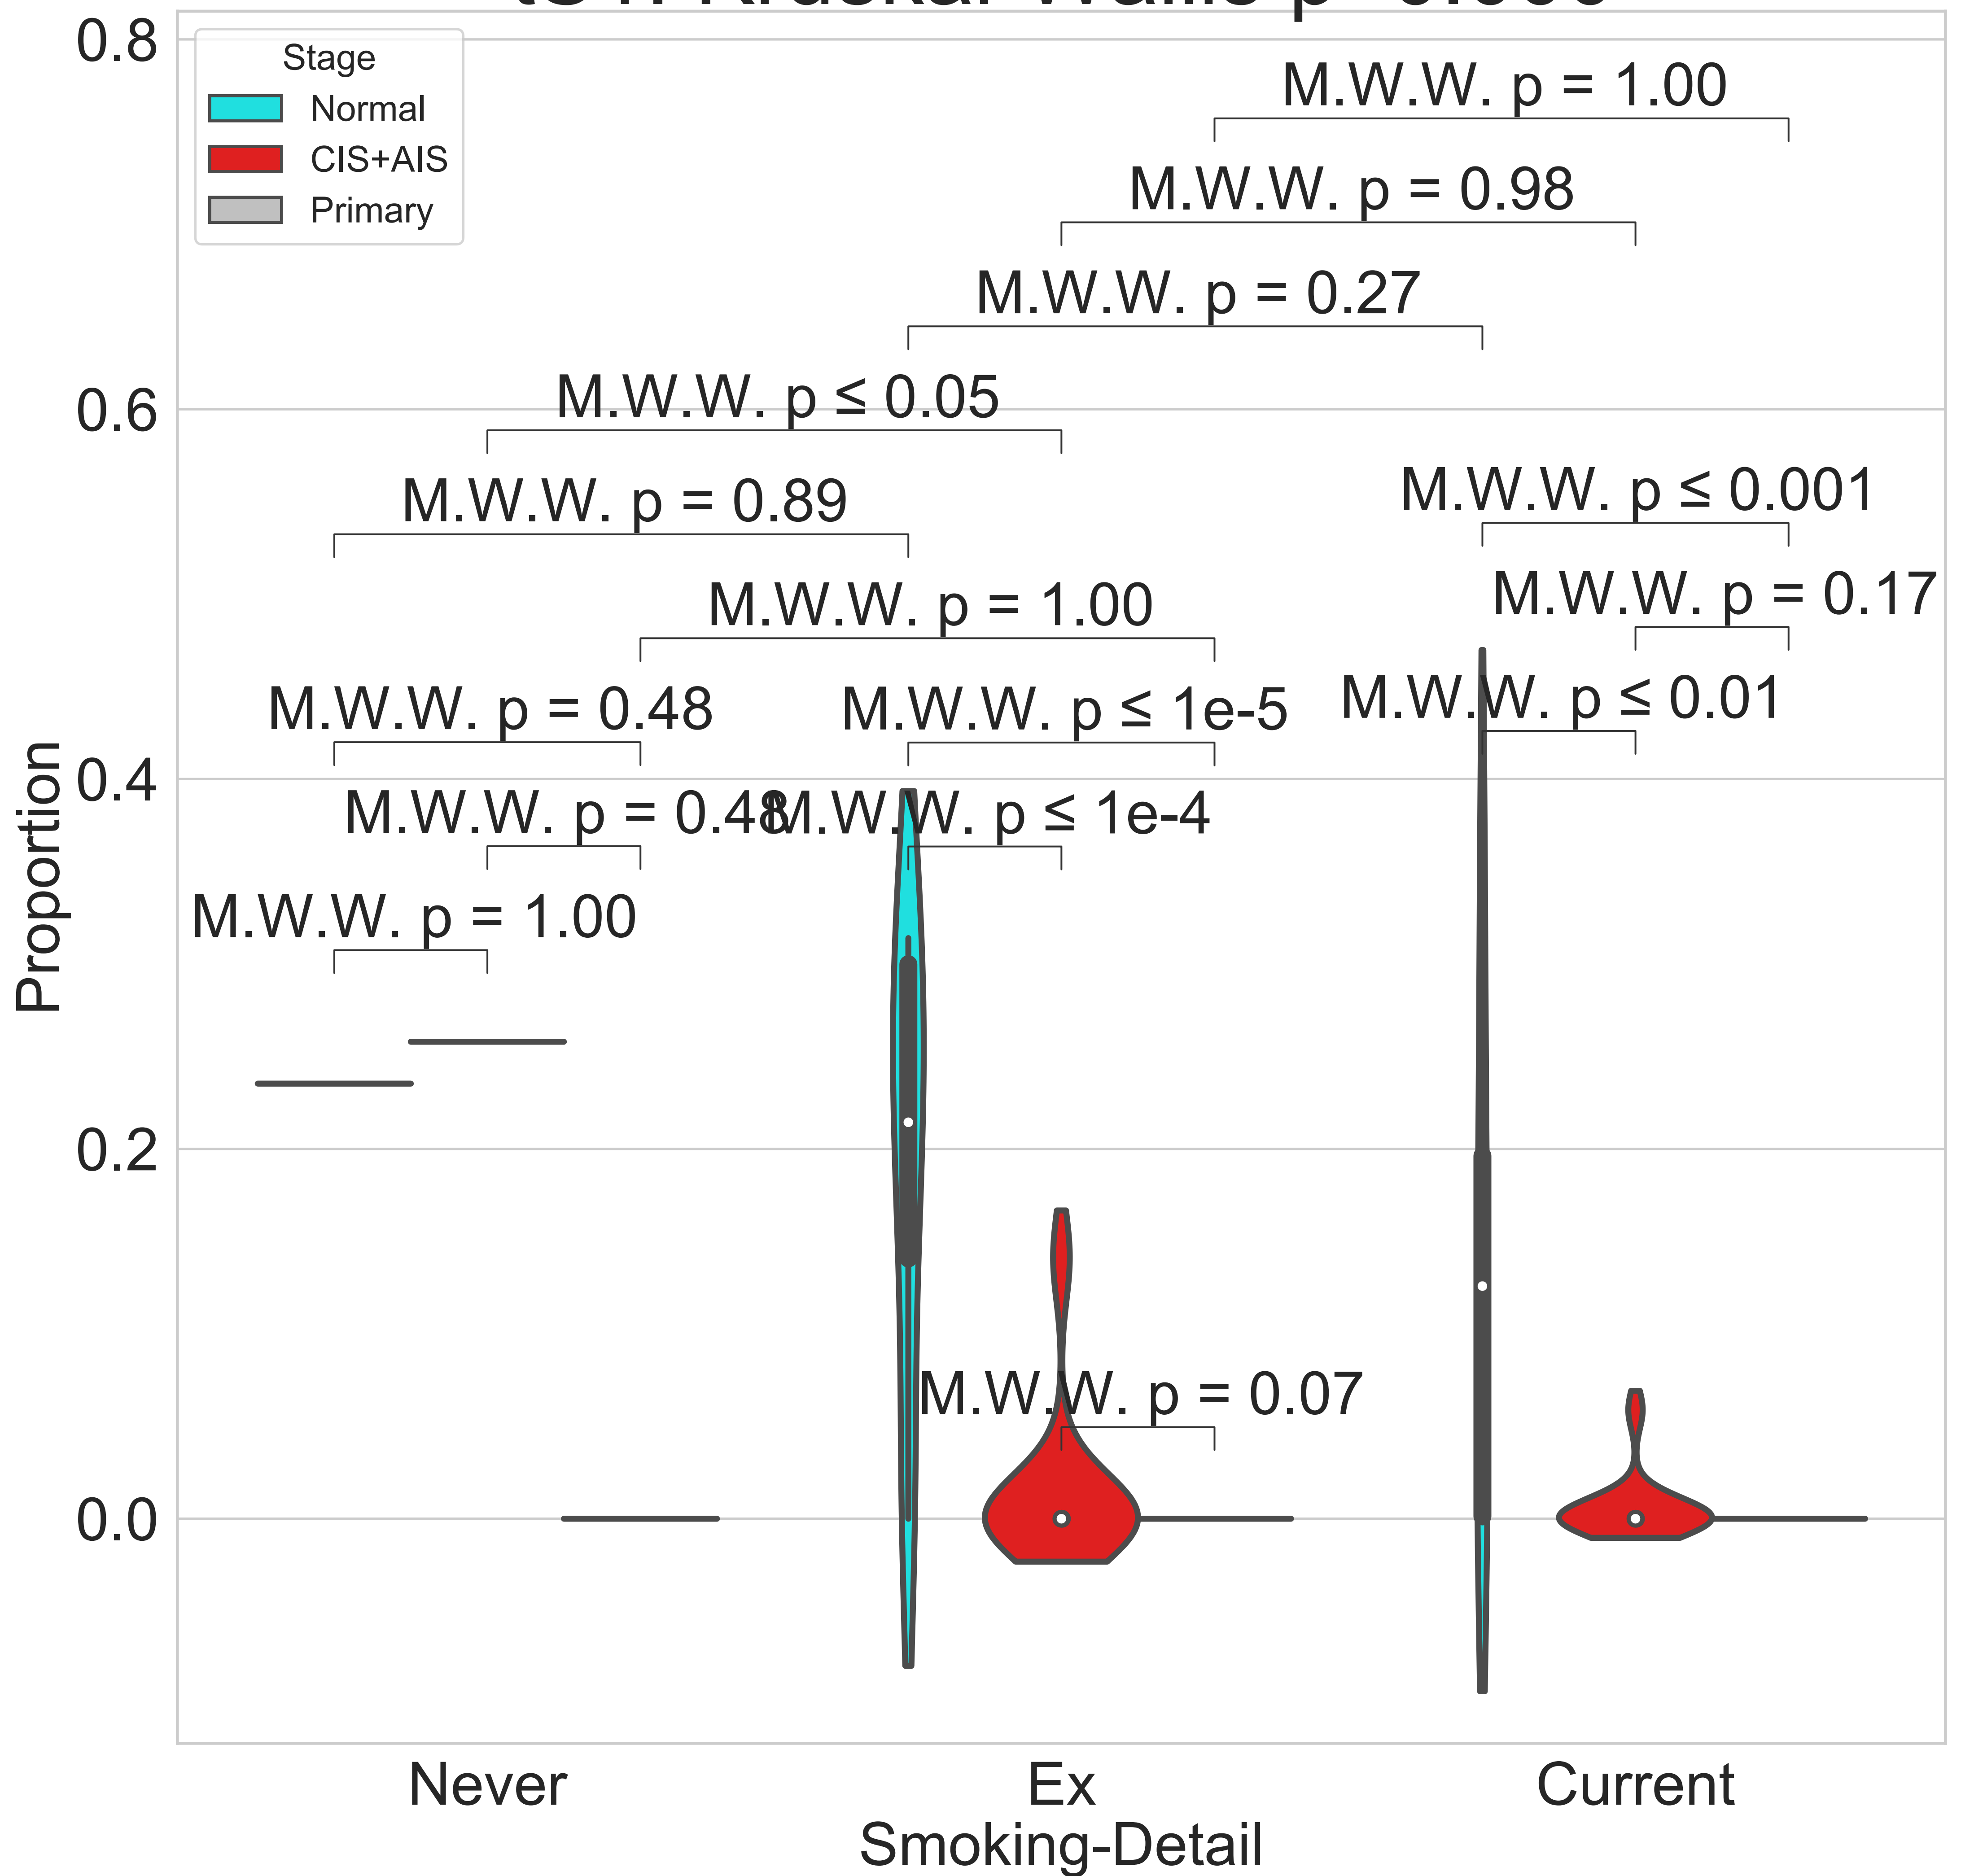 0.8
Stage
Normal
CIS+AIS
Primary
M.W.W. p = 1.00
M.W.W. p = 0.98
M.W.W. p = 0.27
0.6
M.W.W. p ≤ 0.05
M.W.W. p = 0.89
M.W.W. p ≤ 0.001
M.W.W. p = 0.17
M.W.W. p = 1.00
M.W.W. p = 0.48
M.W.W. p ≤ 1e-5
M.W.W. p ≤ 0.01
0.4
M.W.W. p = 0.48
M.W.W. p ≤ 1e-4
M.W.W. p = 1.00
Proportion
0.2
M.W.W. p = 0.07
0.0
Never
Ex
Current
Smoking-Detail